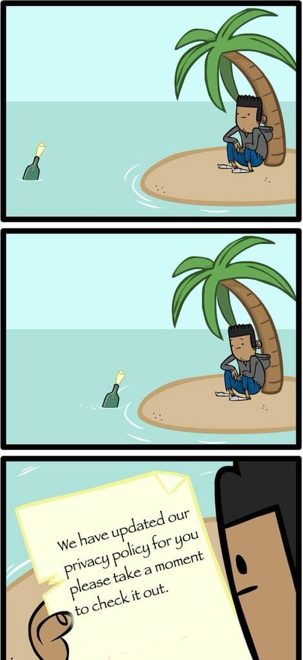 We have updated our
privacy policy for you
please take a moment
to check it out.